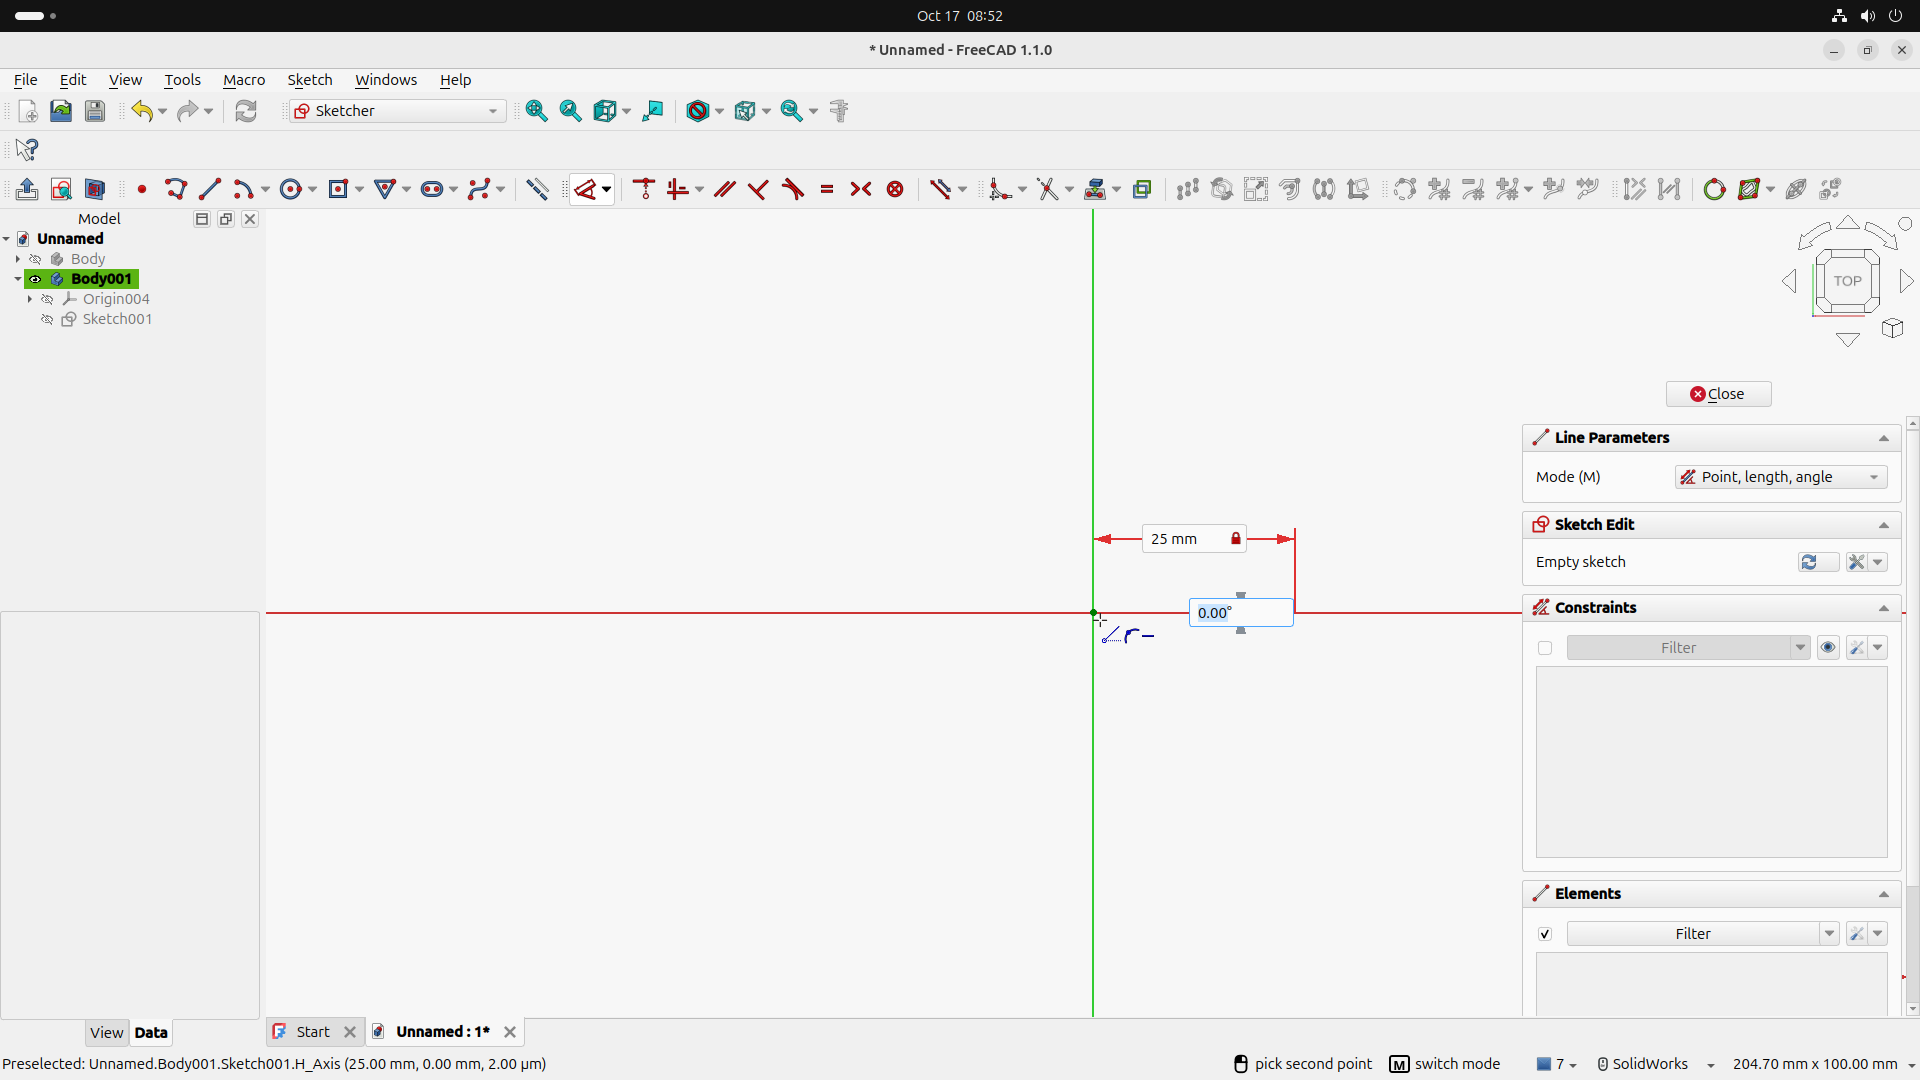 Oct 17 08:52
* Unnamed - FreeCAD 1.1.0
File Edit View Tools Macro Sketch Windows Help
Sketcher
Model
Unnamed
Body
Body001
Origin004
Sketch001
TOP
Close
Line Parameters
Mode (M) Point, length, angle
Sketch Edit
Empty sketch
Constraints
Filter
Elements
Filter
25 mm
0.00°
View Data
Start
Unnamed : 1*
Preselected: Unnamed.Body001.Sketch001.H_Axis (25.00 mm, 0.00 mm, 2.00 μm)
pick second point M switch mode 7 SolidWorks 204.70 mm x 100.00 mm